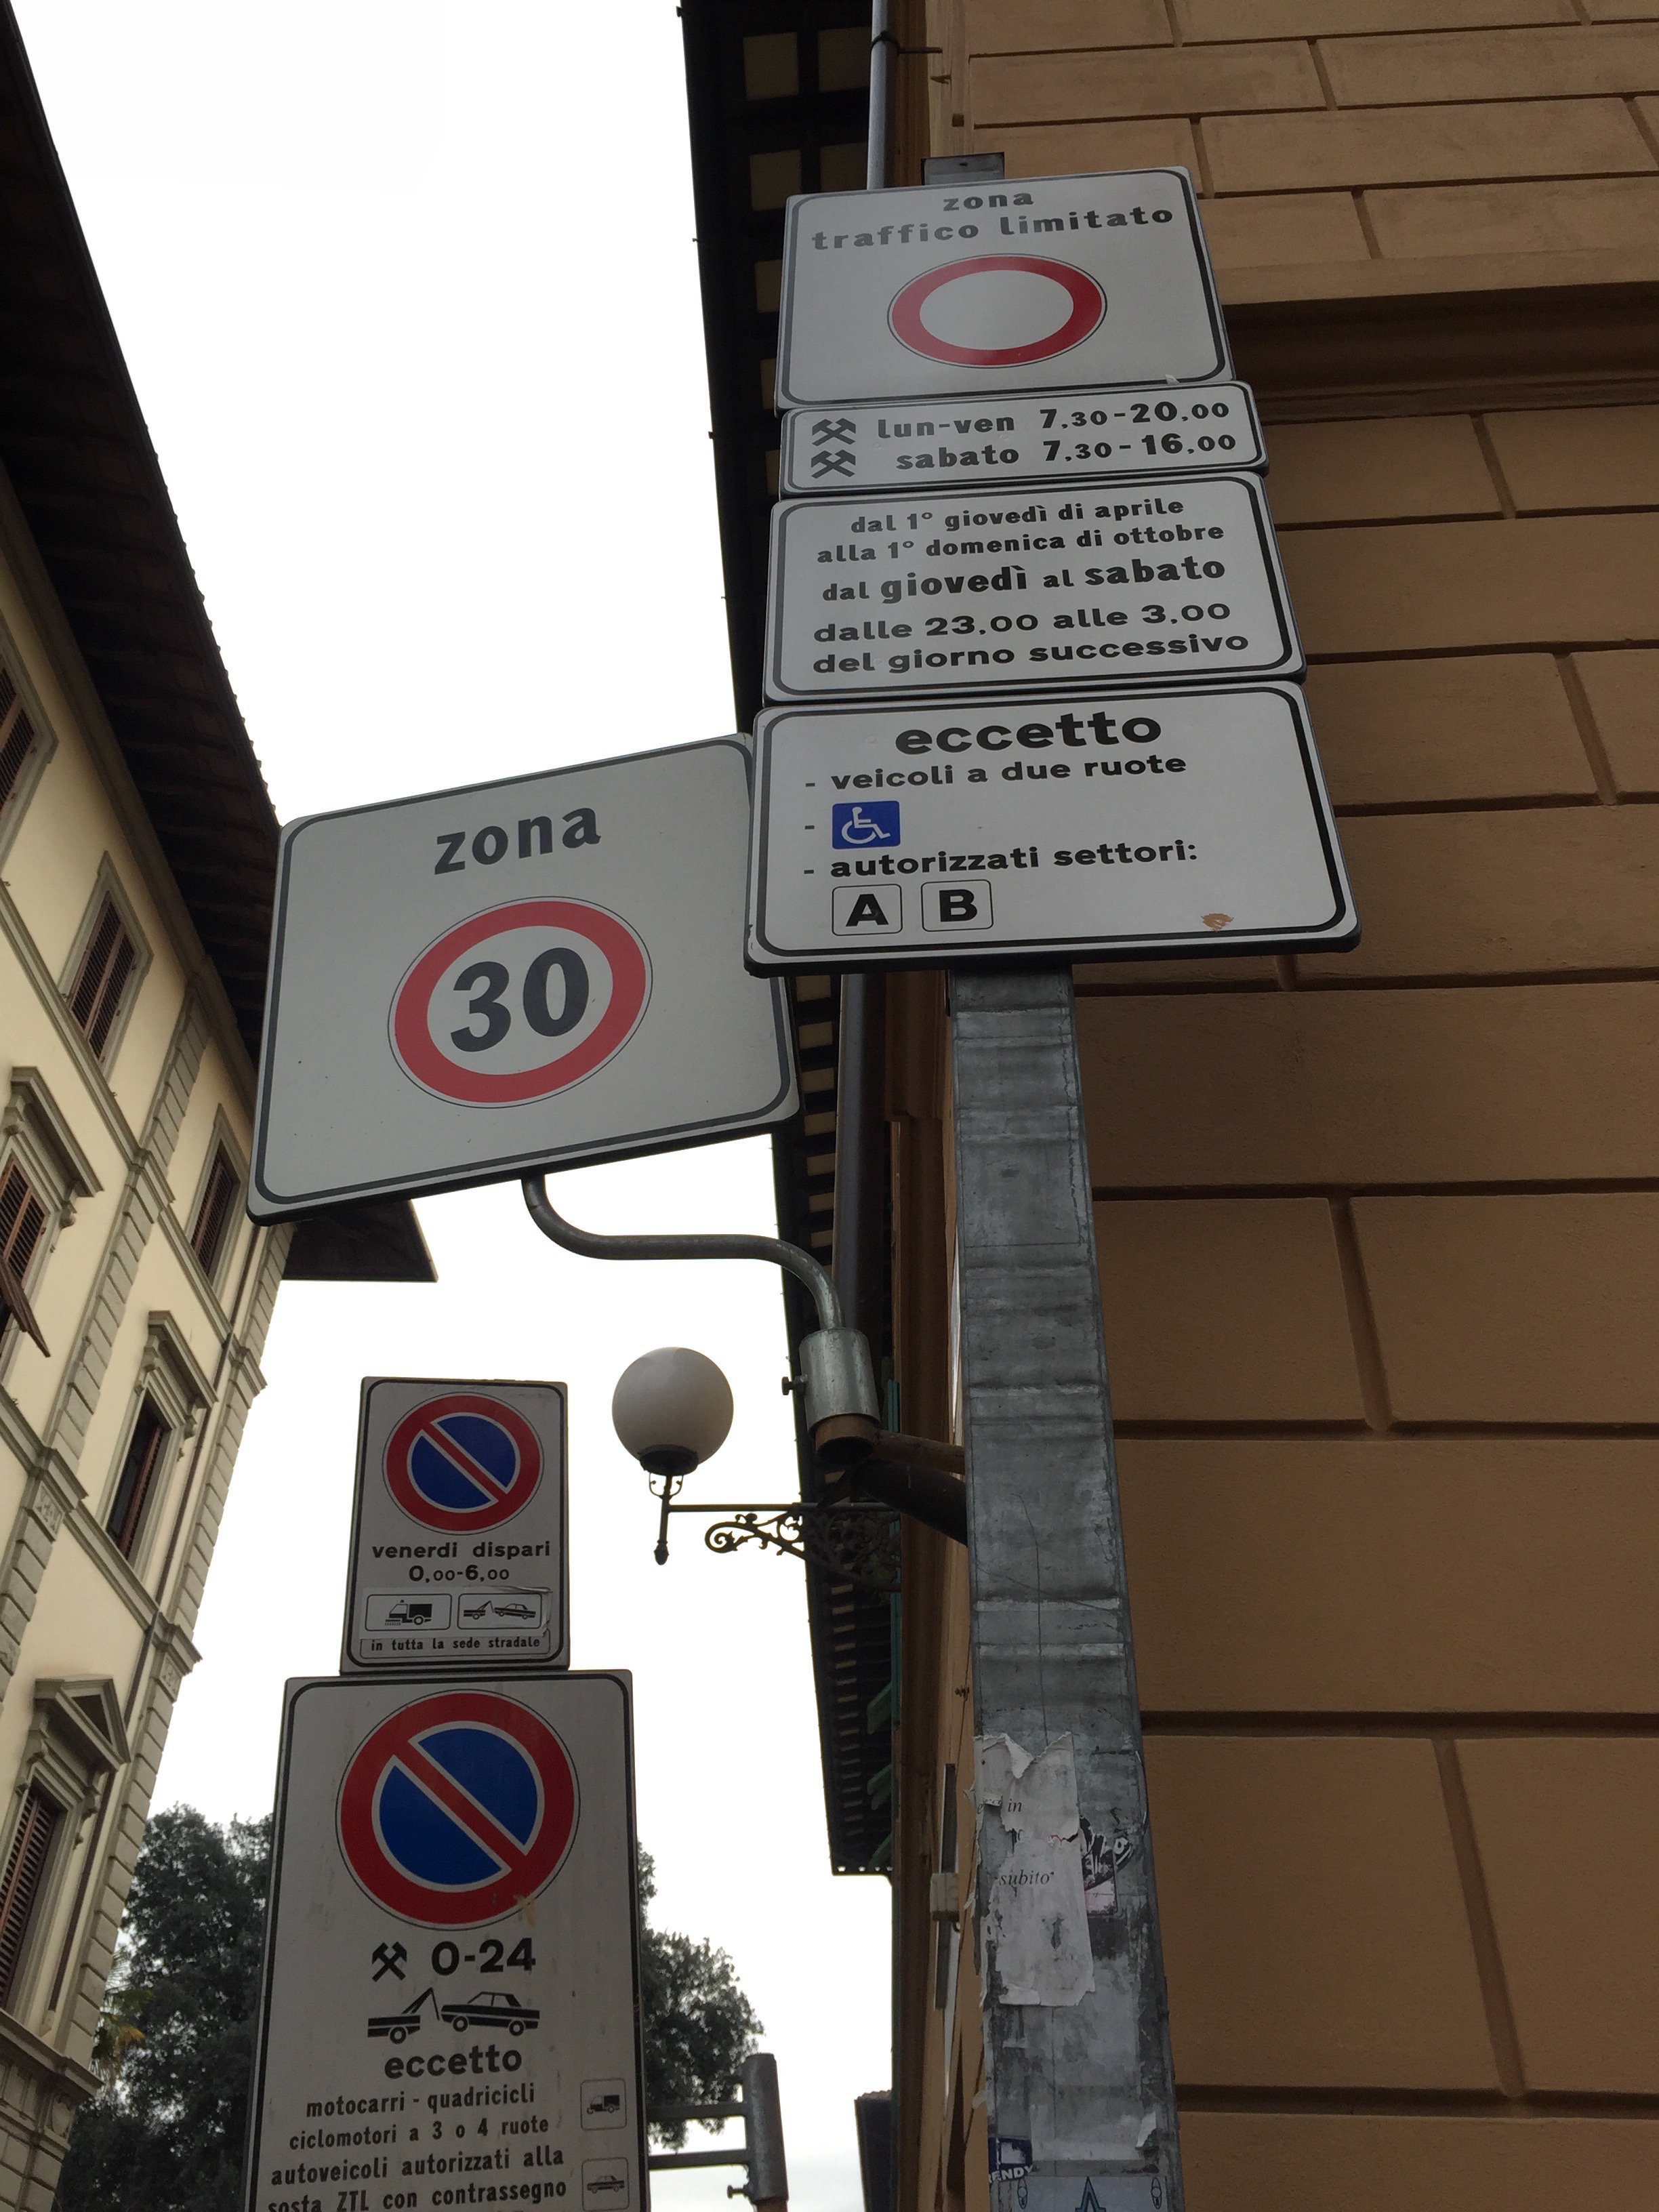 zona
traffico limitato
lun-ven 7.30-20.00
sabato 7.30-16.00
dal 1° giovedì di aprile
alla 1° domenica di ottobre
dal giovedì al sabato
dalle 23.00 alle 3.00
del giorno successivo
eccetto
- veicoli a due ruote
-
- autorizzati settori:
A B
zona
30
venerdi dispari
0.00-6.00
in tutta la sede stradale
0-24
eccetto
motocarri - quadricicli
ciclomotori a 3 o 4 ruote
autoveicoli autorizzati alla
sosta ZTL con contrassegno
in
subito